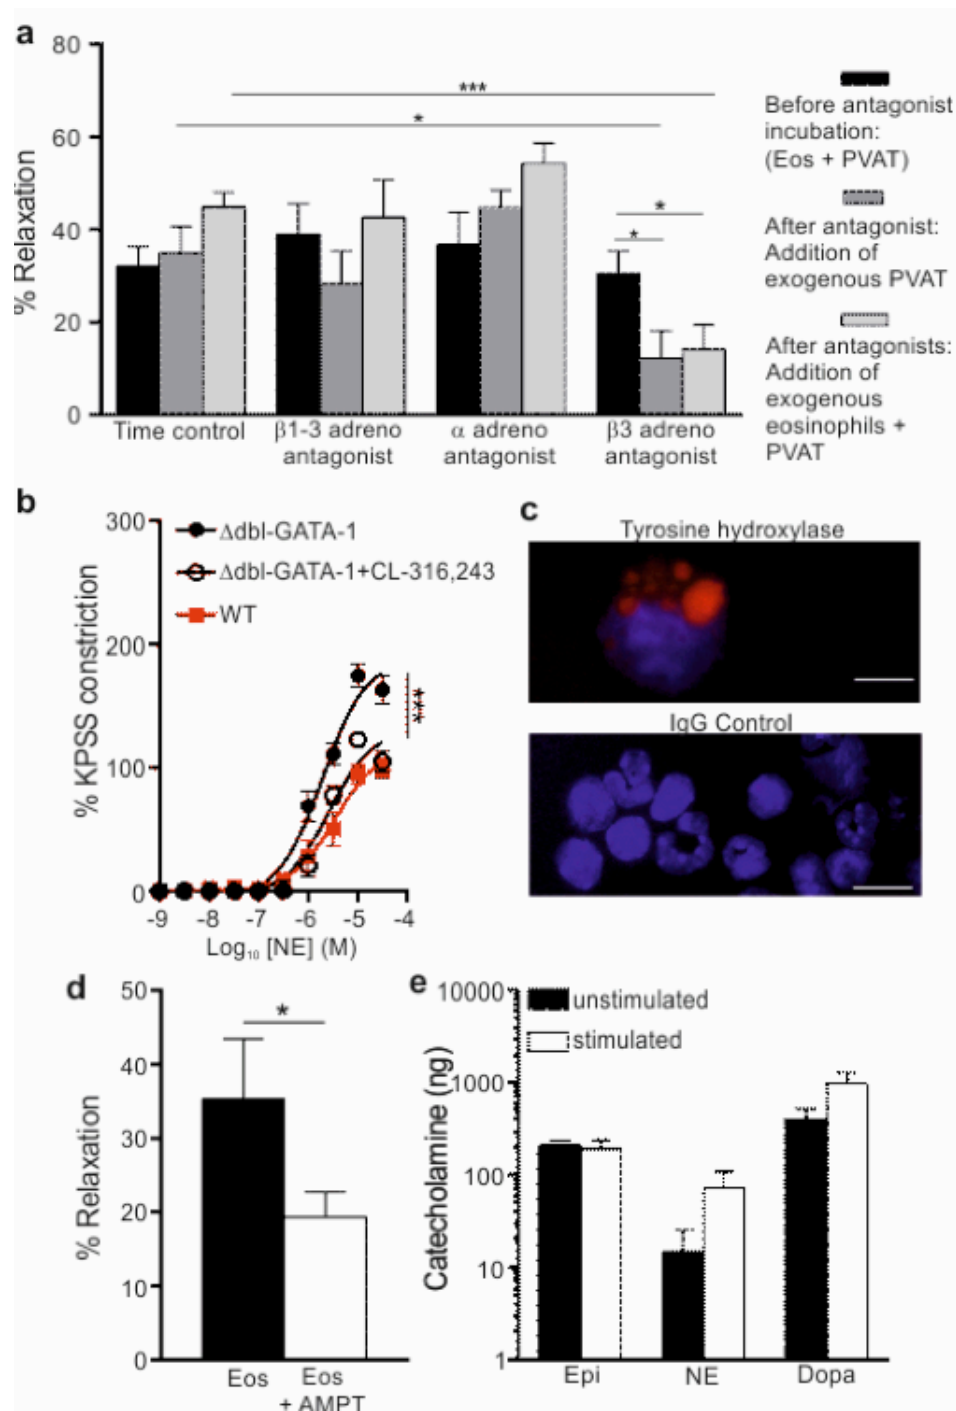 a
80
60
40
20
0
% Relaxation
***
*
*
*
Time control
β1-3 adreno
antagonist
α adreno
antagonist
β3 adreno
antagonist
Before antagonist
incubation:
(Eos + PVAT)
After antagonist:
Addition of
exogenous PVAT
After antagonists:
Addition of
exogenous
eosinophils +
PVAT
b
300
200
100
0
% KPSS constriction
Δdbl-GATA-1
Δdbl-GATA-1+CL-316,243
WT
***
-9 -8 -7 -6 -5 -4
Log₁₀ [NE] (M)
c
Tyrosine hydroxylase
IgG Control
d
50
40
30
20
10
0
% Relaxation
*
Eos
Eos
+ AMPT
e
10000
1000
100
10
1
Catecholamine (ng)
unstimulated
stimulated
Epi NE Dopa